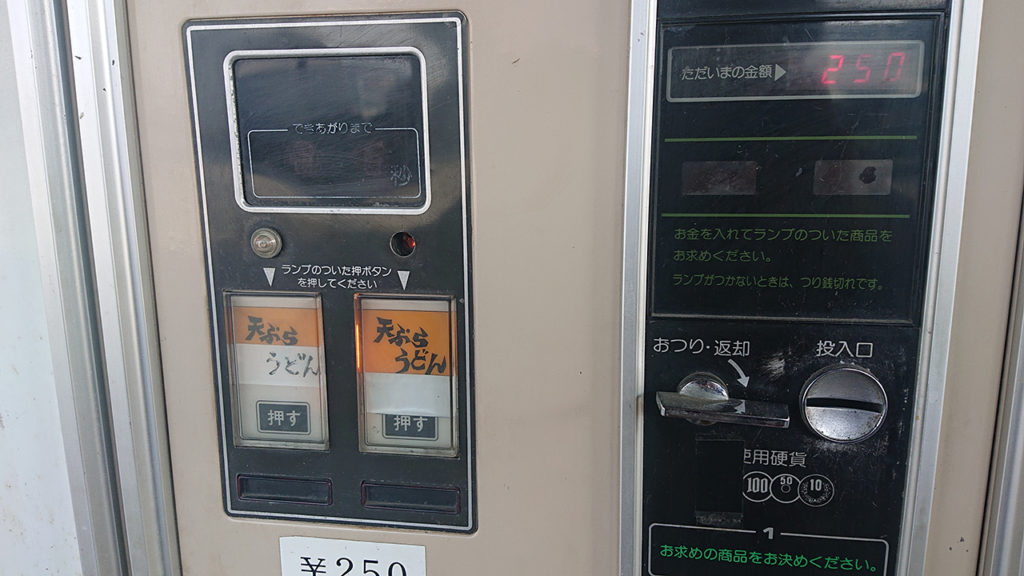 できあがりまで
秒
ランプのついた押ボタン
を押してください
天ぷら
うどん
押す
天ぷら
うどん
押す
¥250
ただいまの金額▶
250
お金を入れてランプのついた商品を
お求めください。
ランプがつかないときは、つり銭切れです。
おつり・返却
投入口
使用硬貨
100 50 10
1
お求めの商品をお決めください。